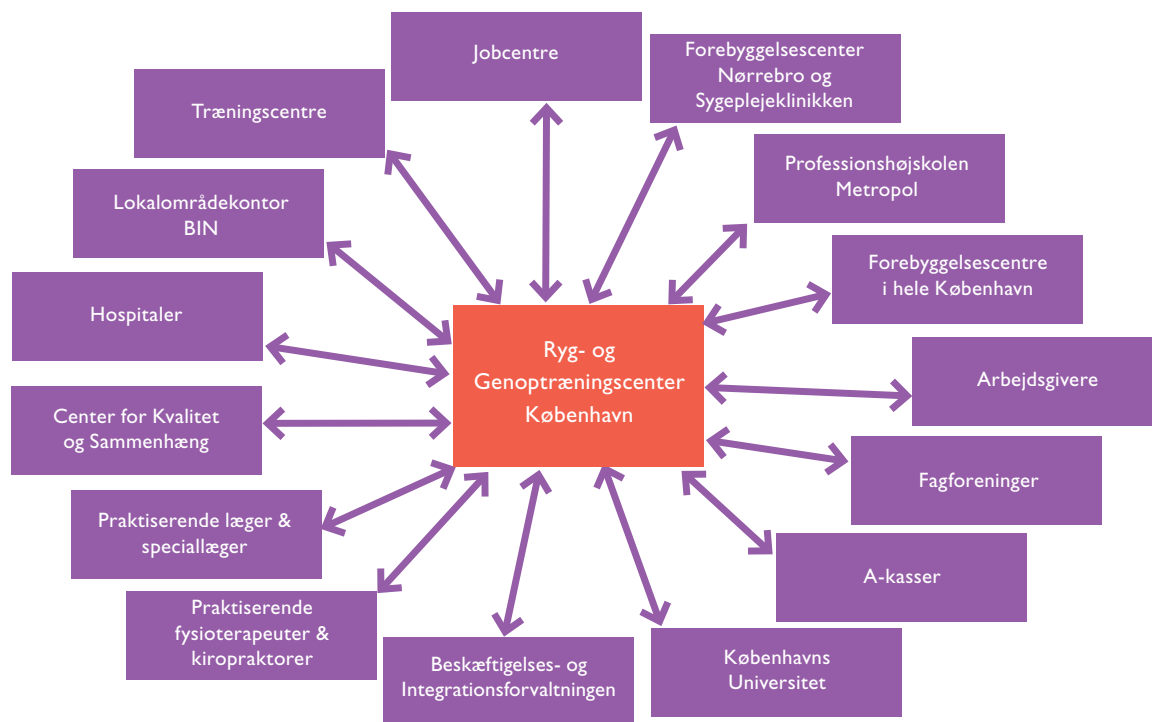 Jobcentre
Forebyggelsescenter
Nørrebro og
Sygeplejeklinikken
Træningscentre
Professionshøjskolen
Metropol
Lokalområdekontor
BIN
Forebyggelsescentre
i hele København
Hospitaler
Ryg- og
Genoptræningscenter
København
Arbejdsgivere
Center for Kvalitet
og Sammenhæng
Fagforeninger
Praktiserende læger &
speciallæger
A-kasser
Praktiserende
fysioterapeuter &
kiropraktorer
Beskæftigelses- og
Integrationsforvaltningen
Københavns
Universitet